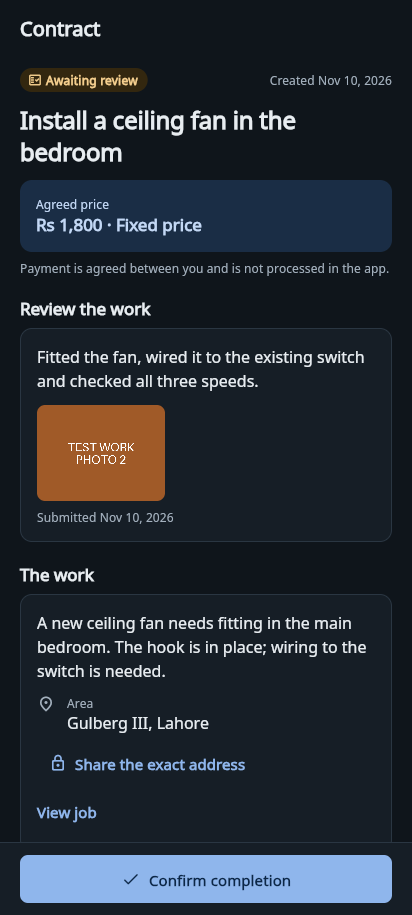 Contract
Awaiting review
Created Nov 10, 2026
Install a ceiling fan in the
bedroom
Agreed price
Rs 1,800 · Fixed price
Payment is agreed between you and is not processed in the app.
Review the work
Fitted the fan, wired it to the existing switch
and checked all three speeds.
TEST WORK
PHOTO 2
Submitted Nov 10, 2026
The work
A new ceiling fan needs fitting in the main
bedroom. The hook is in place; wiring to the
switch is needed.
Area
Gulberg III, Lahore
Share the exact address
View job
Confirm completion